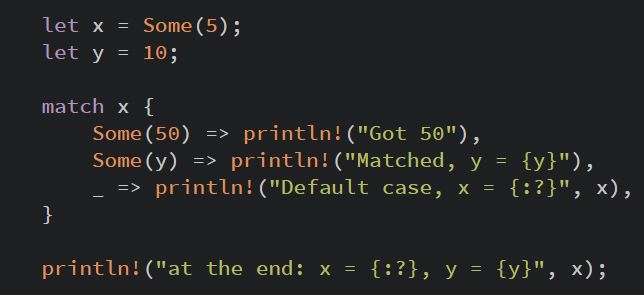 let x = Some(5);
let y = 10;

match x {
    Some(50) => println!("Got 50"),
    Some(y) => println!("Matched, y = {y}"),
    _ => println!("Default case, x = {:?}", x),
}

println!("at the end: x = {:?}, y = {y}", x);